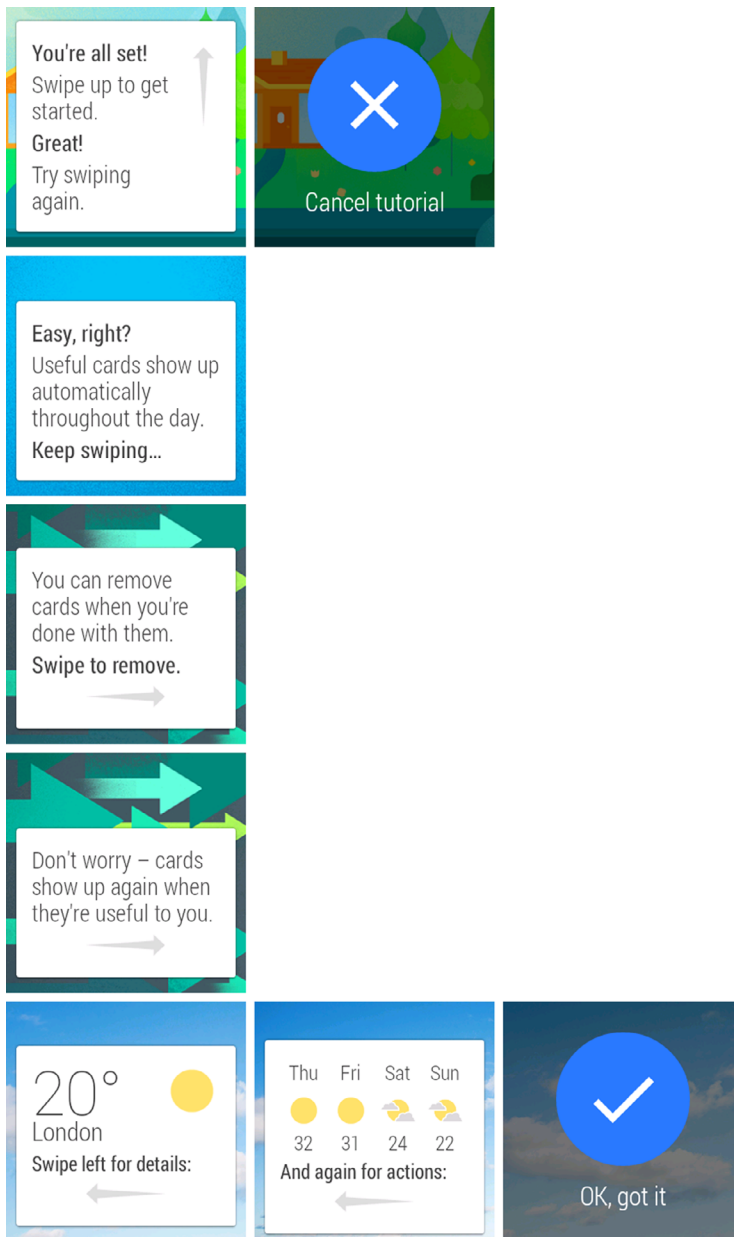 You're all set!
Swipe up to get
started.
Great!
Try swiping
again.
Cancel tutorial
Easy, right?
Useful cards show up
automatically
throughout the day.
Keep swiping...
You can remove
cards when you're
done with them.
Swipe to remove.
Don't worry – cards
show up again when
they're useful to you.
20°
London
Swipe left for details:
Thu Fri Sat Sun
32 31 24 22
And again for actions:
OK, got it